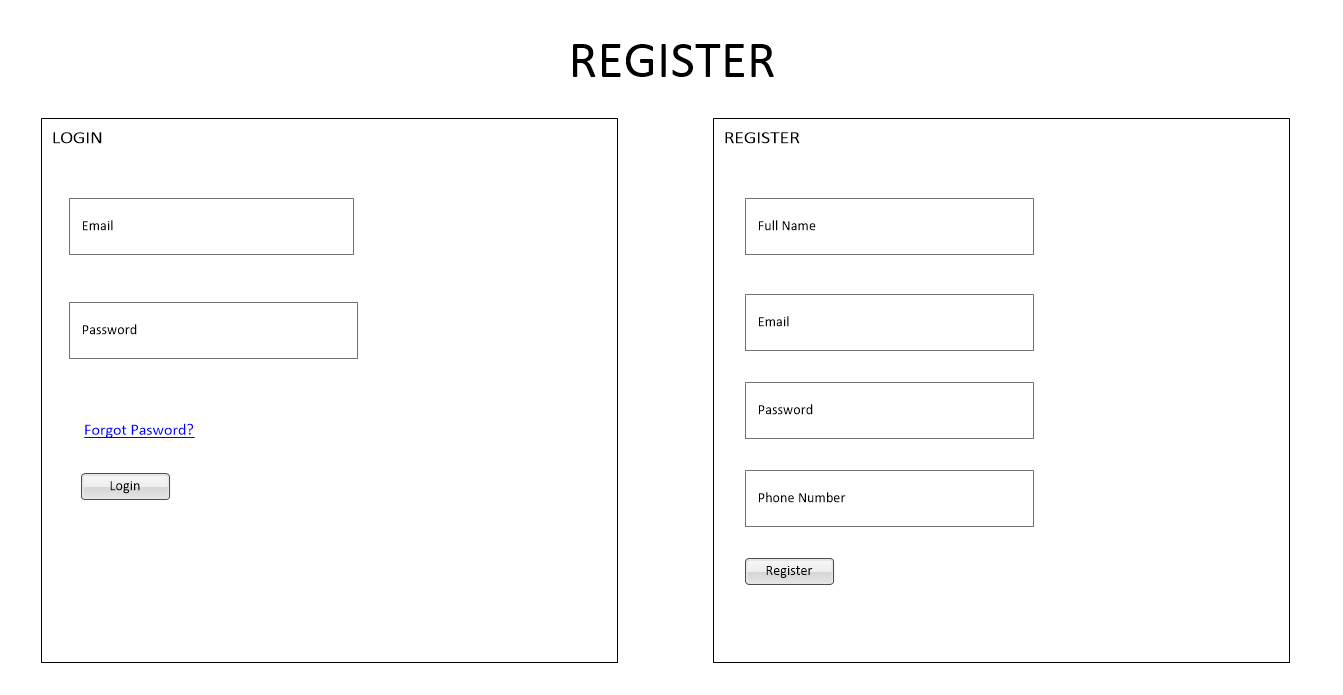 REGISTER
LOGIN
Email
Password
Forgot Pasword?
Login
REGISTER
Full Name
Email
Password
Phone Number
Register